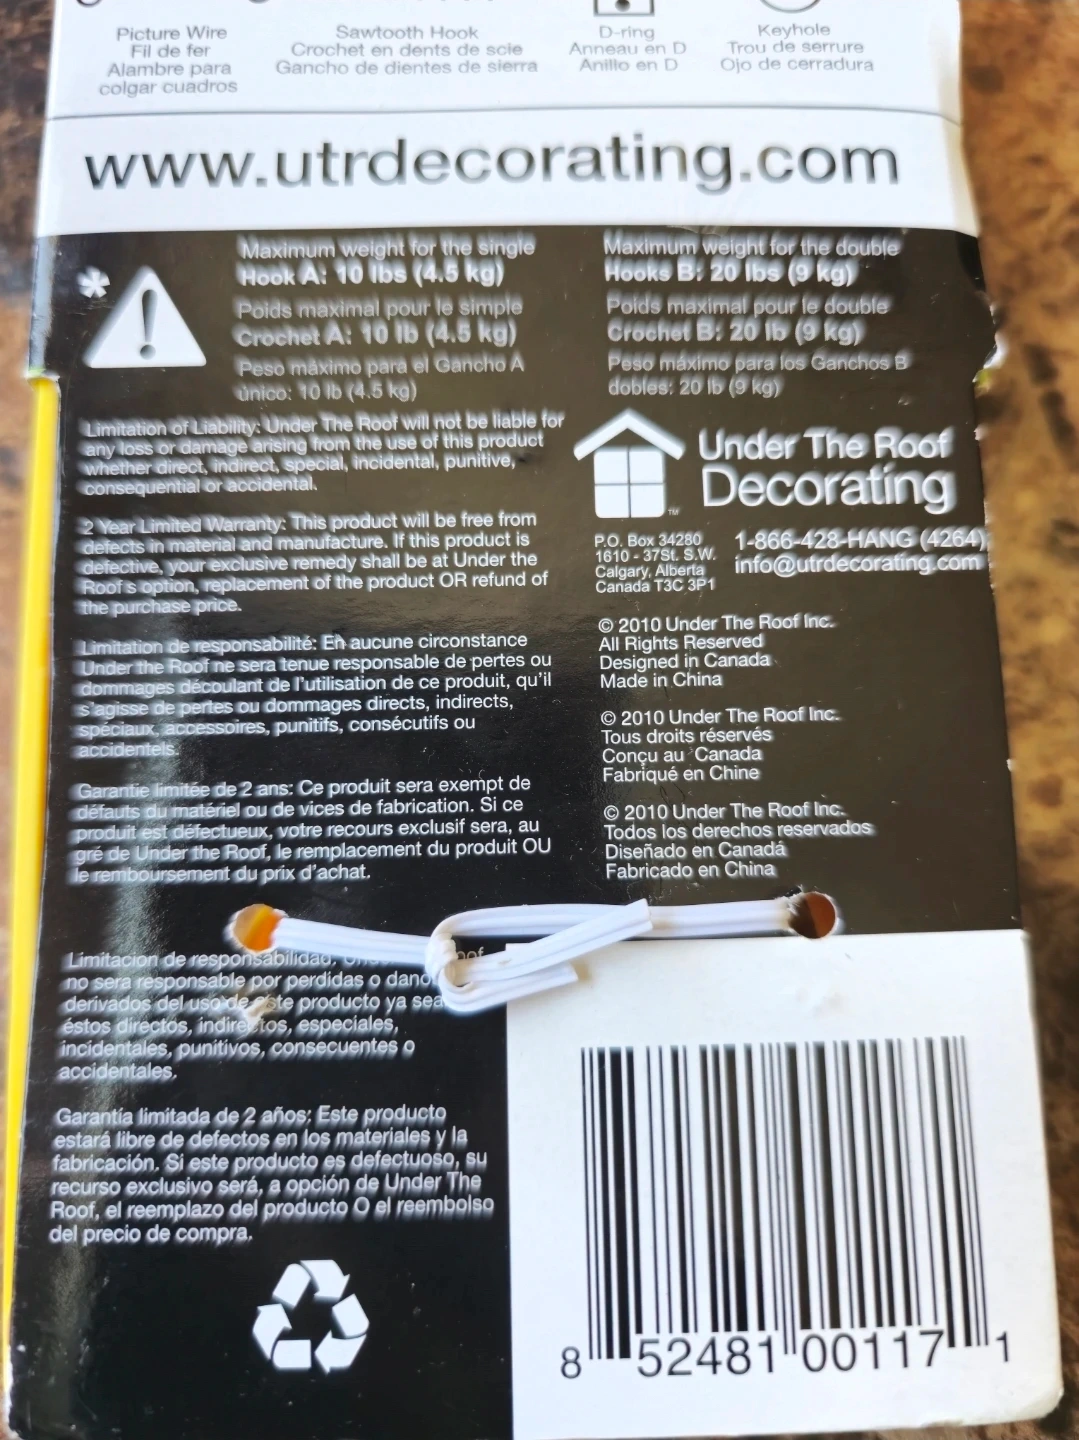 Picture Wire
Fil de fer
Alambre para
colgar cuadros
Sawtooth Hook
Crochet en dents de scie
Gancho de dientes de sierra
D-ring
Anneau en D
Anillo en D
Keyhole
Trou de serrure
Ojo de cerradura
www.utrdecorating.com
*
Maximum weight for the single
Hook A: 10 lbs (4.5 kg)
Poids maximal pour le simple
Crochet A: 10 lb (4.5 kg)
Peso máximo para el Gancho A
único: 10 lb (4.5 kg)
Maximum weight for the double
Hooks B: 20 lbs (9 kg)
Poids maximal pour le double
Crochet B: 20 lb (9 kg)
Peso máximo para los Ganchos B
dobles: 20 lb (9 kg)
Limitation of Liability: Under The Roof will not be liable for
any loss or damage arising from the use of this product
whether direct, indirect, special, incidental, punitive,
consequential or accidental.
2 Year Limited Warranty: This product will be free from
defects in material and manufacture. If this product is
defective, your exclusive remedy shall be at Under the
Roof's option, replacement of the product OR refund of
the purchase price.
Limitation de responsabilité: En aucune circonstance
Under the Roof ne sera tenue responsable de pertes ou
dommages découlant de l'utilisation de ce produit, qu'il
s'agisse de pertes ou dommages directs, indirects,
spéciaux, accessoires, punitifs, consécutifs ou
accidentels.
Garantie limitée de 2 ans: Ce produit sera exempt de
défauts du matériel ou de vices de fabrication. Si ce
produit est défectueux, votre recours exclusif sera, au
gré de Under the Roof, le remplacement du produit OU
le remboursement du prix d'achat.
Limitacion de responsabilidad:
no sera responsable por perdidas o
derivados del uso de este producto ya sea
éstos directos, indirectos, especiales,
incidentales, punitivos, consecuentes o
accidentales.
Garantía limitada de 2 años: Este producto
estará libre de defectos en los materiales y la
fabricación. Si este producto es defectuoso, su
recurso exclusivo será, a opción de Under The
Roof, el reemplazo del producto O el reembolso
del precio de compra.
Under The Roof
Decorating
TM
P.O. Box 34280
1610 - 37St. S.W.
Calgary, Alberta
Canada T3C 3P1
1-866-428-HANG (4264)
info@utrdecorating.com
© 2010 Under The Roof Inc.
All Rights Reserved
Designed in Canada
Made in China
© 2010 Under The Roof Inc.
Tous droits réservés
Conçu au Canada
Fabriqué en Chine
© 2010 Under The Roof Inc.
Todos los derechos reservados
Diseñado en Canadá
Fabricado en China
8 52481 00117 1